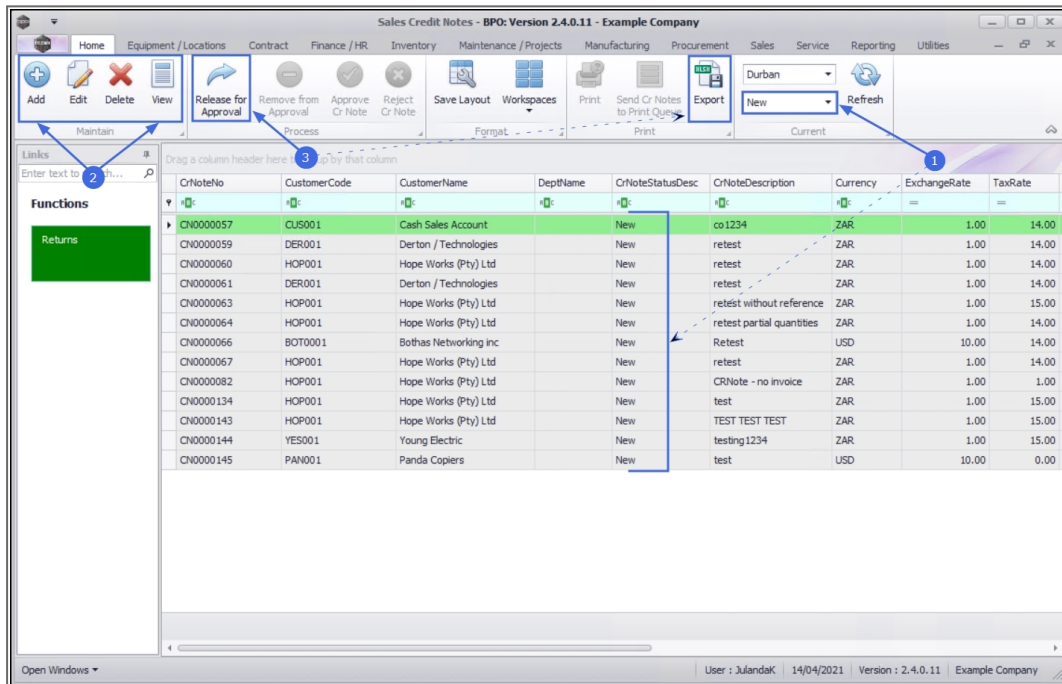 Sales Credit Notes - BPO: Version 2.4.0.11 - Example Company
Home Equipment / Locations Contract Finance / HR Inventory Maintenance / Projects Manufacturing Procurement Sales Service Reporting Utilities
Add Edit Delete View Release for Approval Remove from Approval Approve Cr Note Reject Cr Note Save Layout Workspaces Print Send Cr Notes to Print Queue Export Durban New Refresh
Maintain Process Format Print Current
1
2
3
Links
Drag a column header here to group by that column
Enter text to search...
Functions
Returns
CrNoteNo CustomerCode CustomerName DeptName CrNoteStatusDesc CrNoteDescription Currency ExchangeRate TaxRate
CN0000057 CUS001 Cash Sales Account New co1234 ZAR 1.00 14.00
CN0000059 DER001 Derton / Technologies New retest ZAR 1.00 14.00
CN0000060 HOP001 Hope Works (Pty) Ltd New retest ZAR 1.00 14.00
CN0000061 DER001 Derton / Technologies New retest ZAR 1.00 14.00
CN0000063 HOP001 Hope Works (Pty) Ltd New retest without reference ZAR 1.00 15.00
CN0000064 HOP001 Hope Works (Pty) Ltd New retest partial quantities ZAR 1.00 14.00
CN0000066 BOT0001 Bothas Networking inc New Retest USD 10.00 14.00
CN0000067 HOP001 Hope Works (Pty) Ltd New retest ZAR 1.00 14.00
CN0000082 HOP001 Hope Works (Pty) Ltd New CRNote - no invoice ZAR 1.00 1.00
CN0000134 HOP001 Hope Works (Pty) Ltd New test ZAR 1.00 15.00
CN0000143 HOP001 Hope Works (Pty) Ltd New TEST TEST TEST ZAR 1.00 15.00
CN0000144 YES001 Young Electric New testing1234 ZAR 1.00 15.00
CN0000145 PAN001 Panda Copiers New test USD 10.00 0.00
Open Windows User : JulandaK 14/04/2021 Version : 2.4.0.11 Example Company